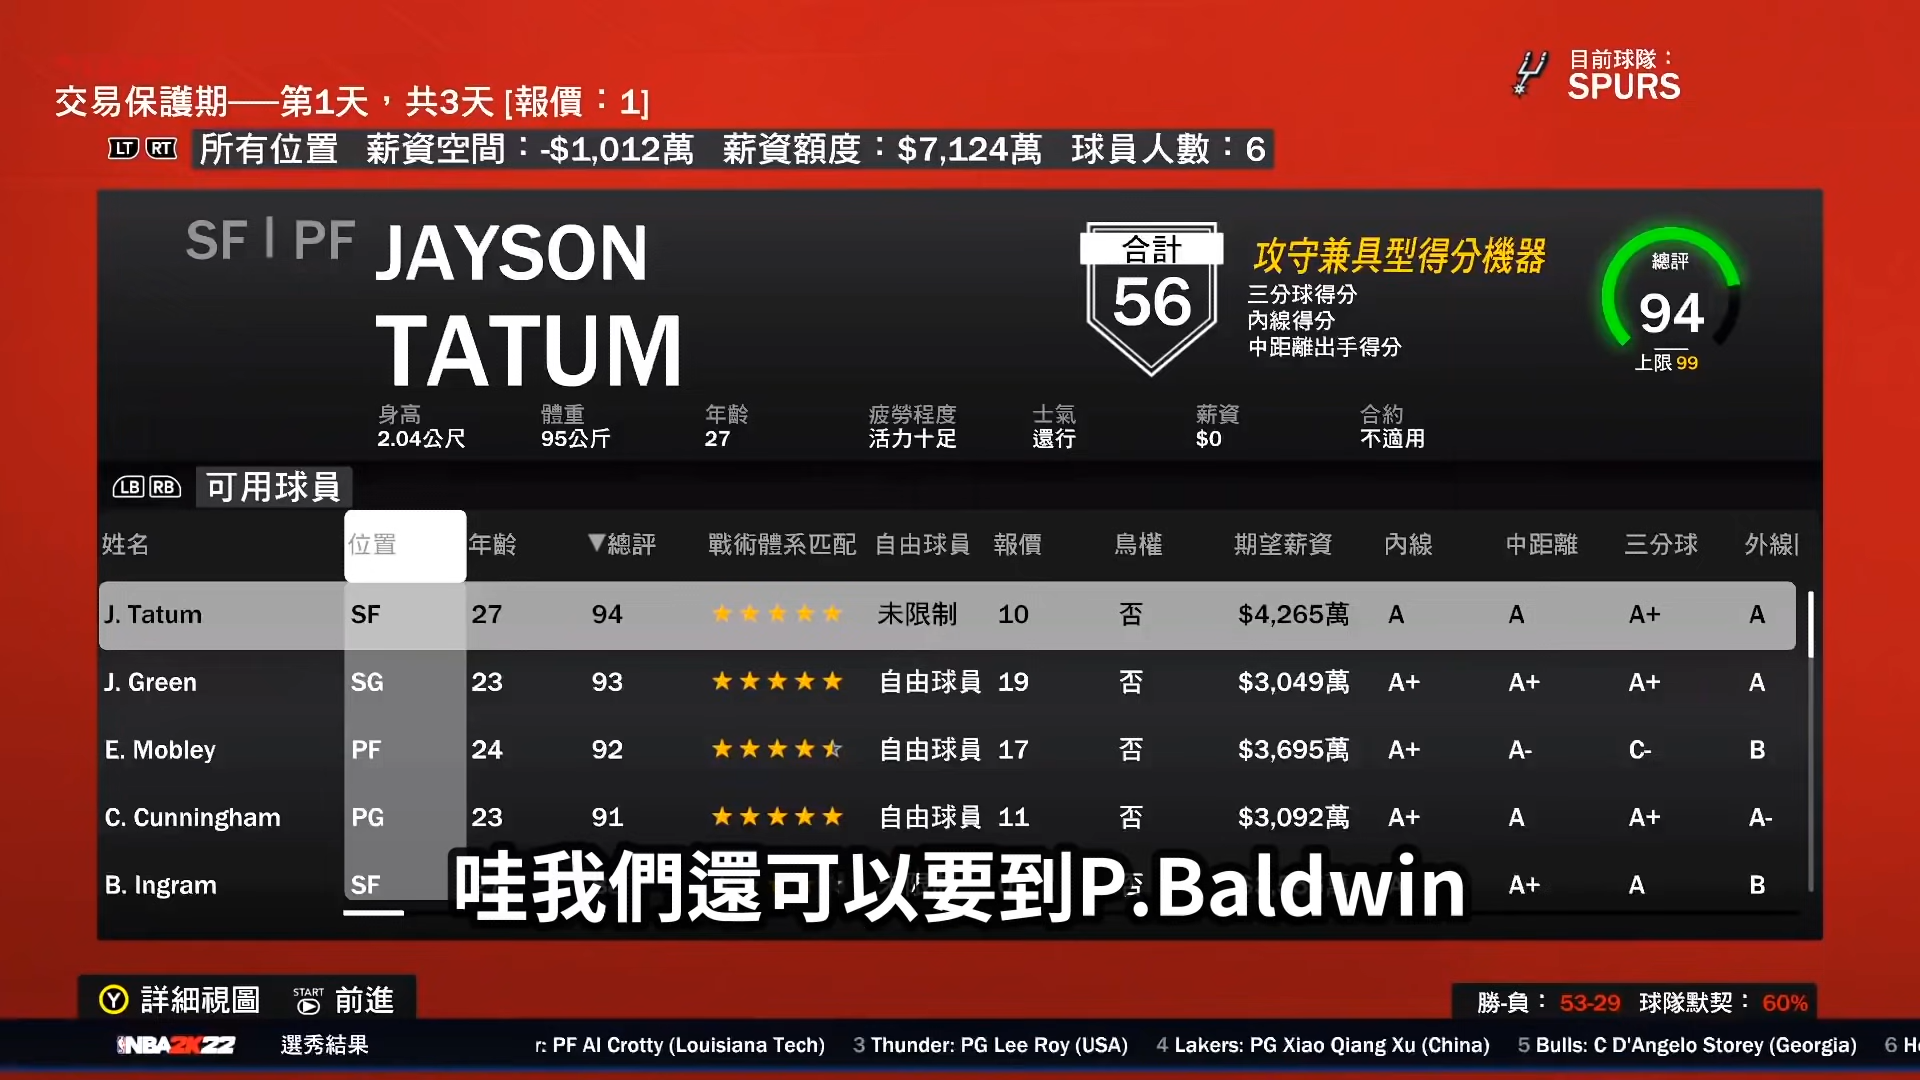 目前球隊：
SPURS
交易保護期——第1天，共3天 [報價：1]
LT RT 所有位置 薪資空間：-$1,012萬 薪資額度：$7,124萬 球員人數：6
SF | PF JAYSON
TATUM
合計
56
攻守兼具型得分機器
三分球得分
內線得分
中距離出手得分
總評
94
上限 99
身高 體重 年齡 疲勞程度 士氣 薪資 合約
2.04公尺 95公斤 27 活力十足 還行 $0 不適用
LB RB 可用球員
姓名 位置 年齡 ▼總評 戰術體系匹配 自由球員 報價 鳥權 期望薪資 內線 中距離 三分球 外線
J. Tatum SF 27 94 ★★★★★ 未限制 10 否 $4,265萬 A A A+ A
J. Green SG 23 93 ★★★★★ 自由球員 19 否 $3,049萬 A+ A+ A+ A
E. Mobley PF 24 92 自由球員 17 否 $3,695萬 A+ A- C- B
C. Cunningham PG 23 91 ★★★★★ 自由球員 11 否 $3,092萬 A+ A A+ A-
B. Ingram SF A+ A B
哇我們還可以要到P.Baldwin
Y 詳細視圖 START 前進
勝-負： 53-29 球隊默契： 60%
NBA2K22 選秀結果 r: PF Al Crotty (Louisiana Tech) 3 Thunder: PG Lee Roy (USA) 4 Lakers: PG Xiao Qiang Xu (China) 5 Bulls: C D'Angelo Storey (Georgia) 6 H